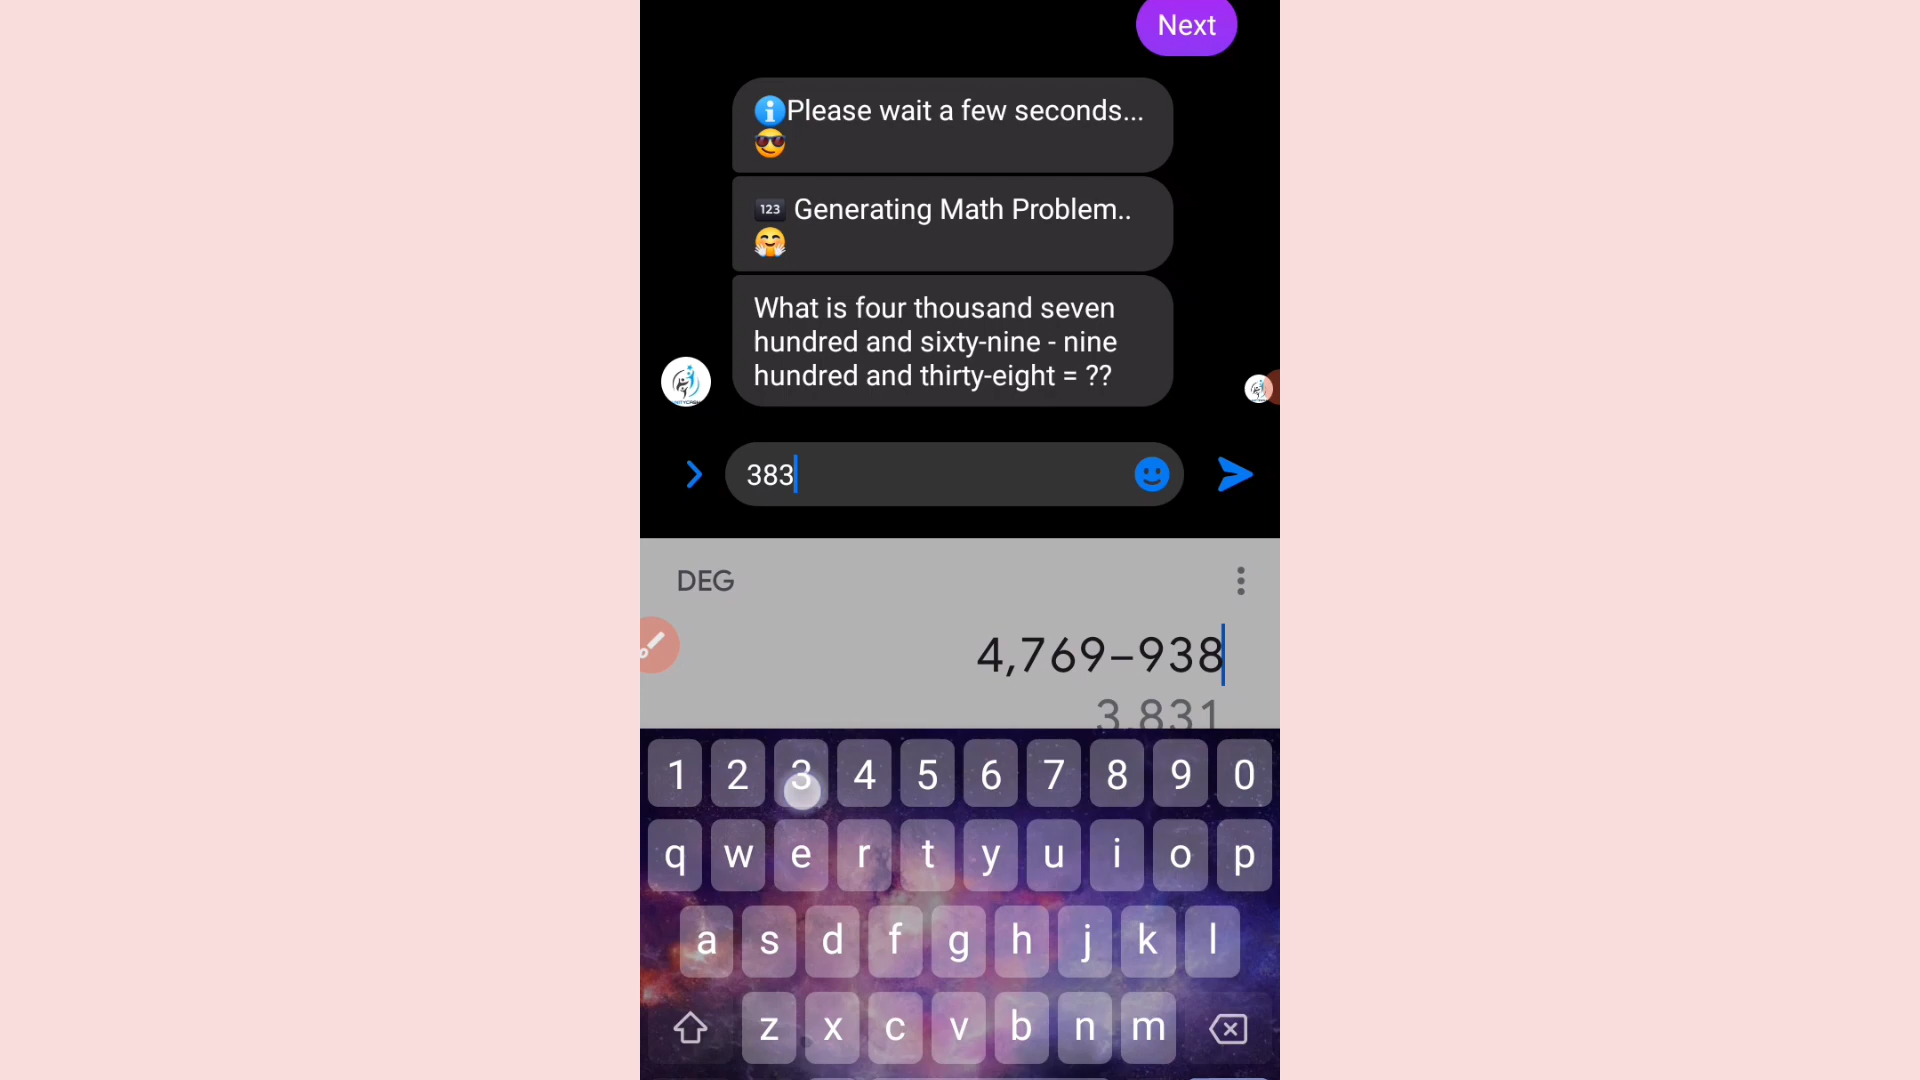 Next
Please wait a few seconds...
123 Generating Math Problem..
What is four thousand seven
hundred and sixty-nine - nine
hundred and thirty-eight = ??
383
DEG
4,769–938
3,831
1 2 3 4 5 6 7 8 9 0
q w e r t y u i o p
a s d f g h j k l
z x c v b n m